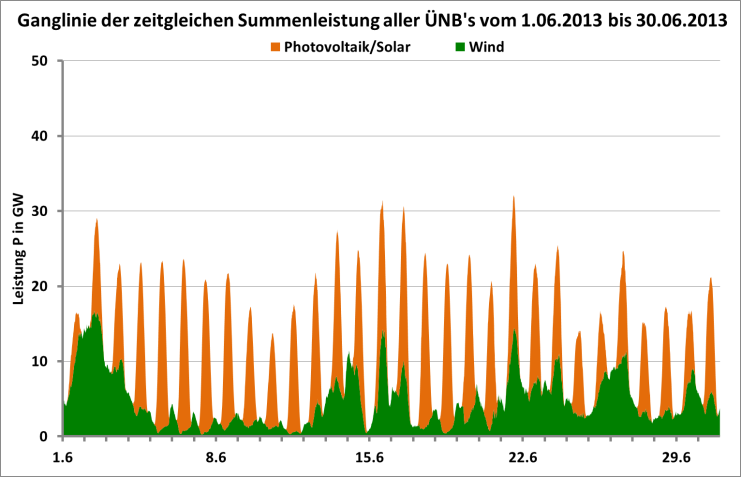 Ganglinie der zeitgleichen Summenleistung aller ÜNB's vom 1.06.2013 bis 30.06.2013
Photovoltaik/Solar Wind
50
40
30
20
10
0
Leistung P in GW
1.6 8.6 15.6 22.6 29.6